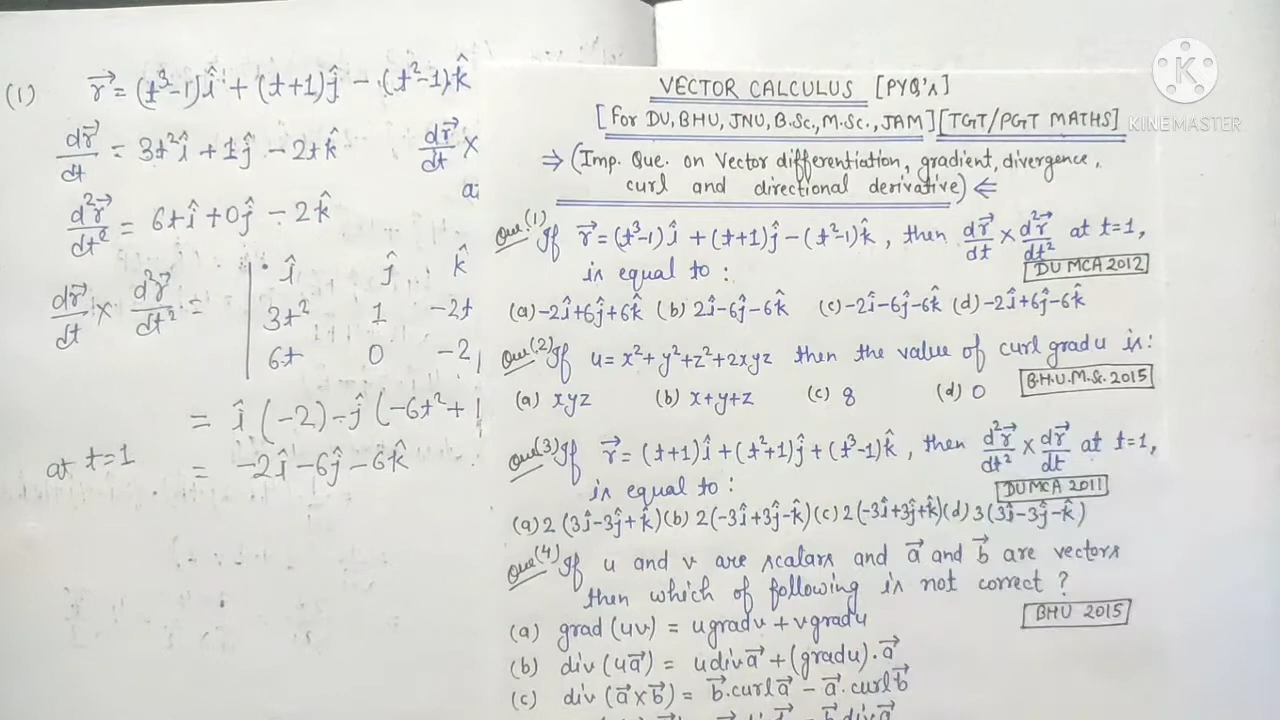 (1) r⃗ = (t³-1)î + (t+1)ĵ - (t²-1)k̂
dr⃗/dt = 3t²î + 1ĵ - 2tk̂ dr⃗/dt ×
d²r⃗/dt² = 6tî + 0ĵ - 2k̂
dr⃗/dt × d²r⃗/dt² = | î ĵ k̂
3t² 1 -2t
6t 0 -2
= î(-2) - ĵ(-6t² + 1
at t=1 = -2î - 6ĵ - 6k̂
VECTOR CALCULUS [PYQ's]
[For DU, BHU, JNU, B.Sc., M.Sc., JAM] [TGT/PGT MATHS]
⇒ (Imp. Que. on Vector differentiation, gradient, divergence,
curl and directional derivative) ⇐
Que.(1) If r⃗ = (t³-1)î + (t+1)ĵ - (t²-1)k̂, then dr⃗/dt × d²r⃗/dt² at t=1,
is equal to : DU MCA 2012
(a) -2î+6ĵ+6k̂ (b) 2î-6ĵ-6k̂ (c) -2î-6ĵ-6k̂ (d) -2î+6ĵ-6k̂
Que.(2) If u = x²+y²+z²+2xyz then the value of curl grad u is :
B.H.U. M.Sc. 2015
(a) xyz (b) x+y+z (c) 8 (d) 0
Que.(3) If r⃗ = (t+1)î + (t²+1)ĵ + (t³-1)k̂, then d²r⃗/dt² × dr⃗/dt at t=1,
is equal to : DU MCA 2011
(a) 2(3î-3ĵ+k̂) (b) 2(-3î+3ĵ-k̂) (c) 2(-3î+3ĵ+k̂) (d) 3(3î-3ĵ-k̂)
Que.(4) If u and v are scalars and a⃗ and b⃗ are vectors
then which of following is not correct ?
BHU 2015
(a) grad (uv) = u grad v + v grad u
(b) div (ua⃗) = u div a⃗ + (grad u).a⃗
(c) div (a⃗×b⃗) = b⃗.curl a⃗ - a⃗.curl b⃗
K
KINEMASTER